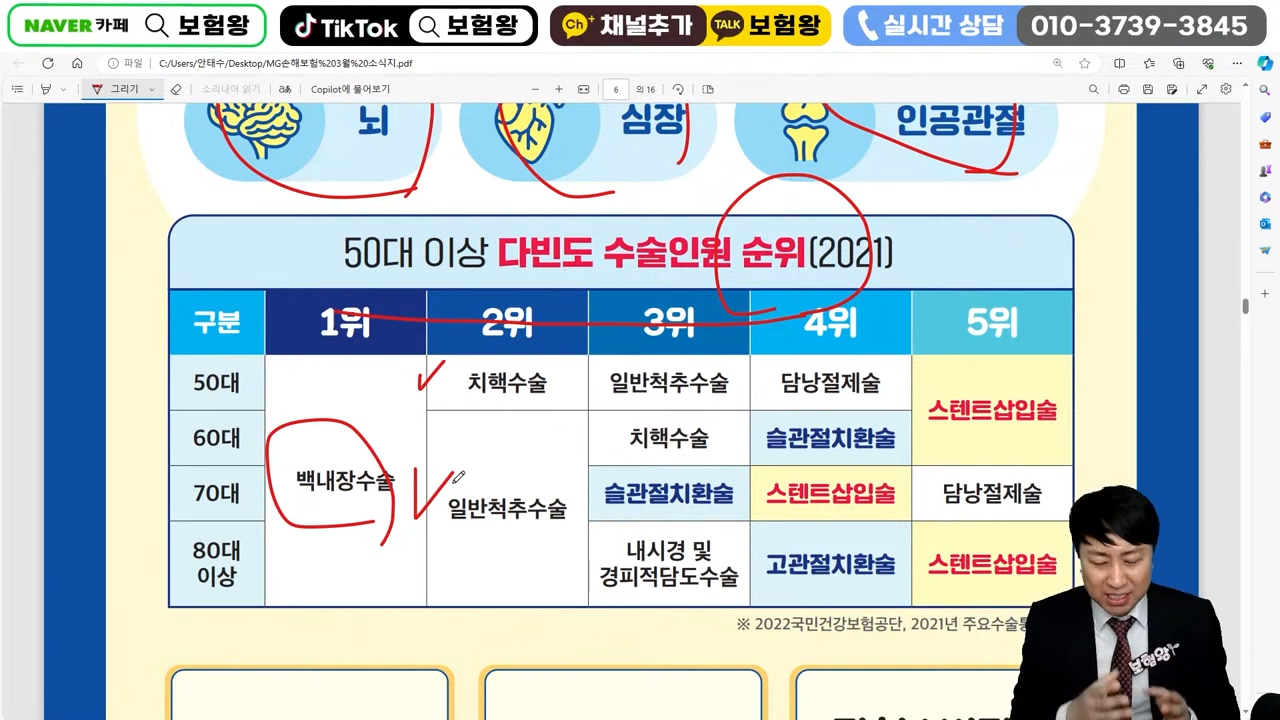 NAVER 카페 보험왕
TikTok 보험왕
Ch+ 채널추가 TALK 보험왕
실시간 상담 010-3739-3845
파일 C:/Users/안태수/Desktop/MG손해보험%203월%20소식지.pdf
그리기 소리내어 읽기 aあ Copilot에 물어보기 6 의 16
뇌 심장 인공관절
50대 이상 다빈도 수술인원 순위(2021)
구분 1위 2위 3위 4위 5위
50대 치핵수술 일반척추수술 담낭절제술
스텐트삽입술
60대 치핵수술 슬관절치환술
백내장수술
70대 슬관절치환술 스텐트삽입술 담낭절제술
일반척추수술
80대 이상 내시경 및 경피적담도수술 고관절치환술 스텐트삽입술
※ 2022국민건강보험공단, 2021년 주요수술통
보험왕